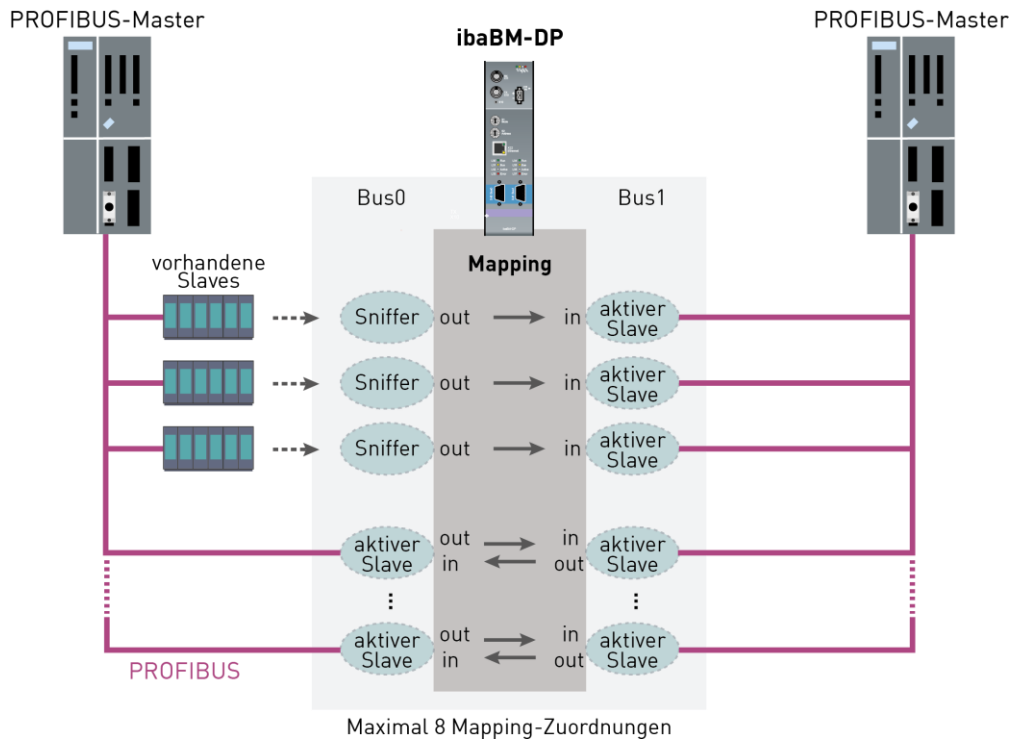 PROFIBUS-Master
ibaBM-DP
PROFIBUS-Master
Bus0
Bus1
vorhandene
Slaves
Mapping
Sniffer out in aktiver
Slave
Sniffer out in aktiver
Slave
Sniffer out in aktiver
Slave
aktiver
Slave
out
in
in
out
aktiver
Slave
aktiver
Slave
out
in
in
out
aktiver
Slave
PROFIBUS
Maximal 8 Mapping-Zuordnungen